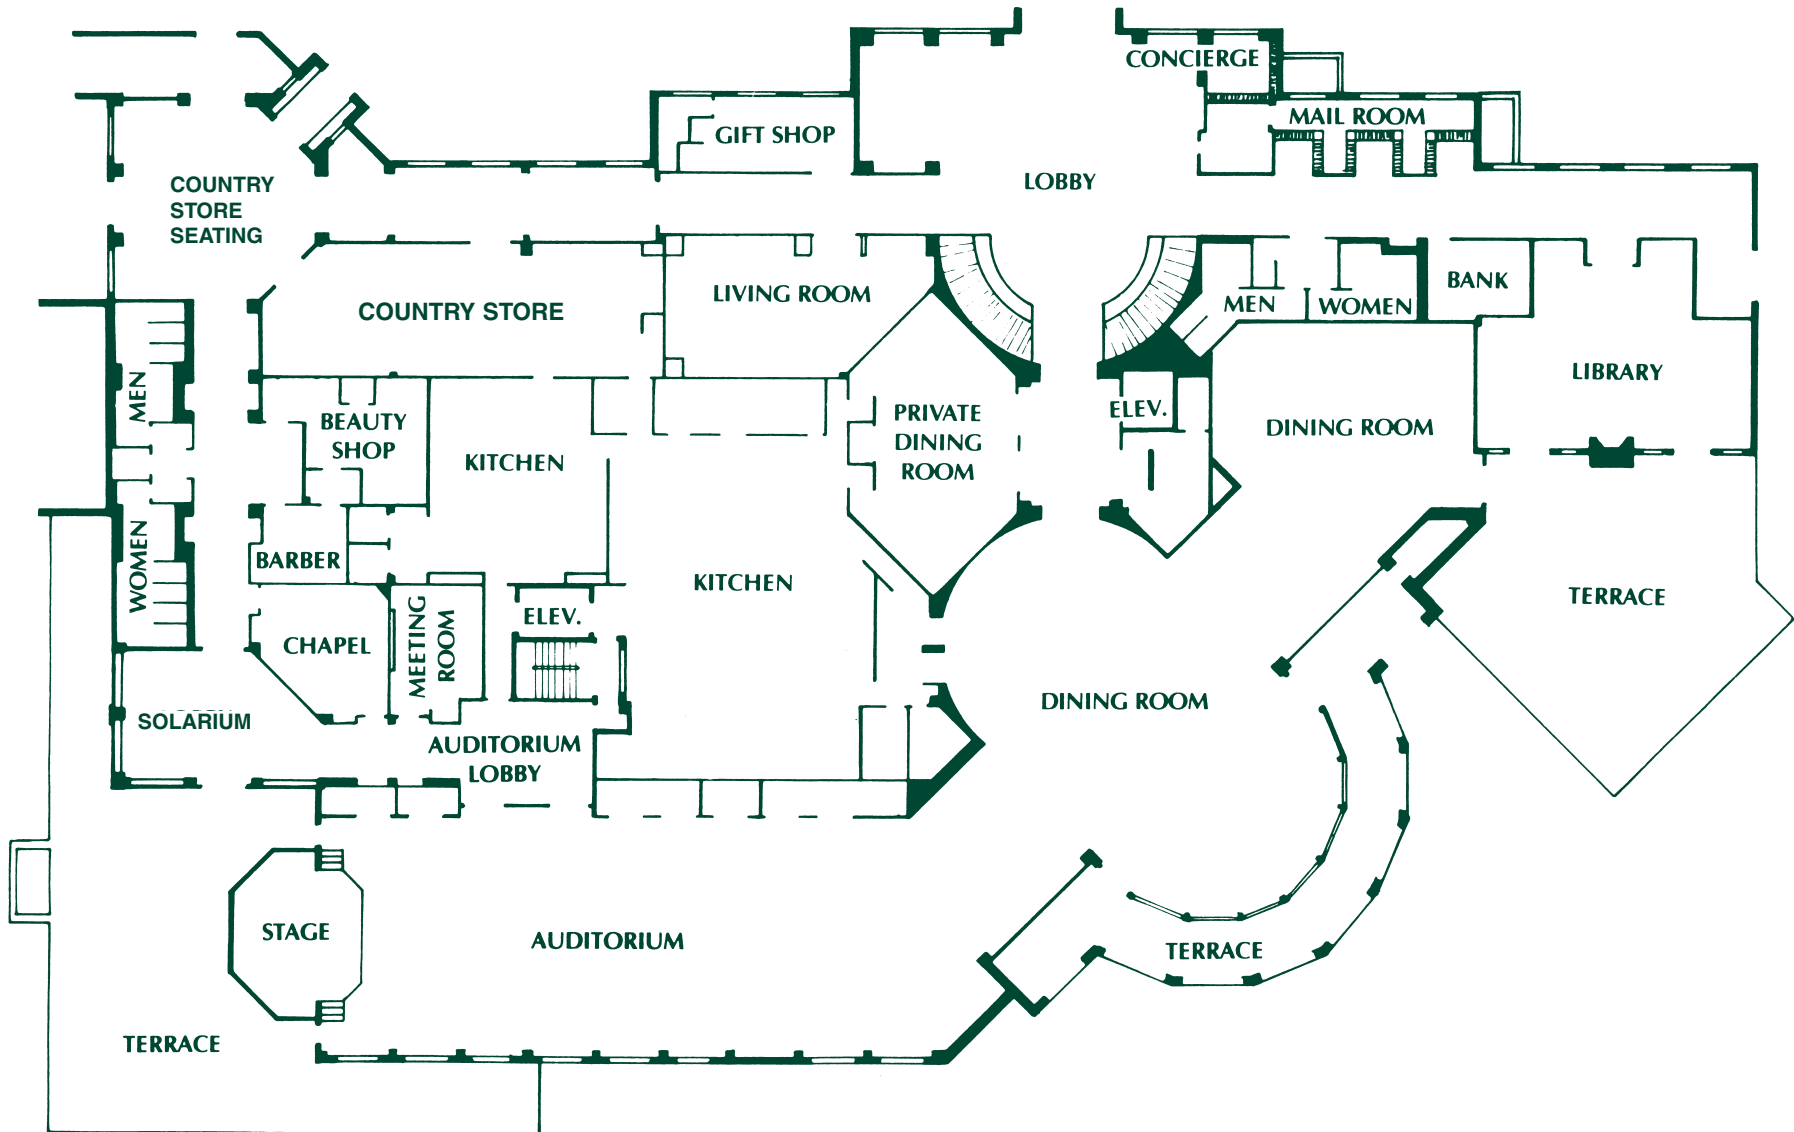 CONCIERGE
MAIL ROOM
GIFT SHOP
LOBBY
COUNTRY
STORE
SEATING
COUNTRY STORE
LIVING ROOM
MEN
WOMEN
BANK
LIBRARY
MEN
BEAUTY
SHOP
KITCHEN
PRIVATE
DINING
ROOM
ELEV.
DINING ROOM
WOMEN
BARBER
KITCHEN
TERRACE
CHAPEL
MEETING
ROOM
ELEV.
SOLARIUM
AUDITORIUM
LOBBY
DINING ROOM
STAGE
AUDITORIUM
TERRACE
TERRACE